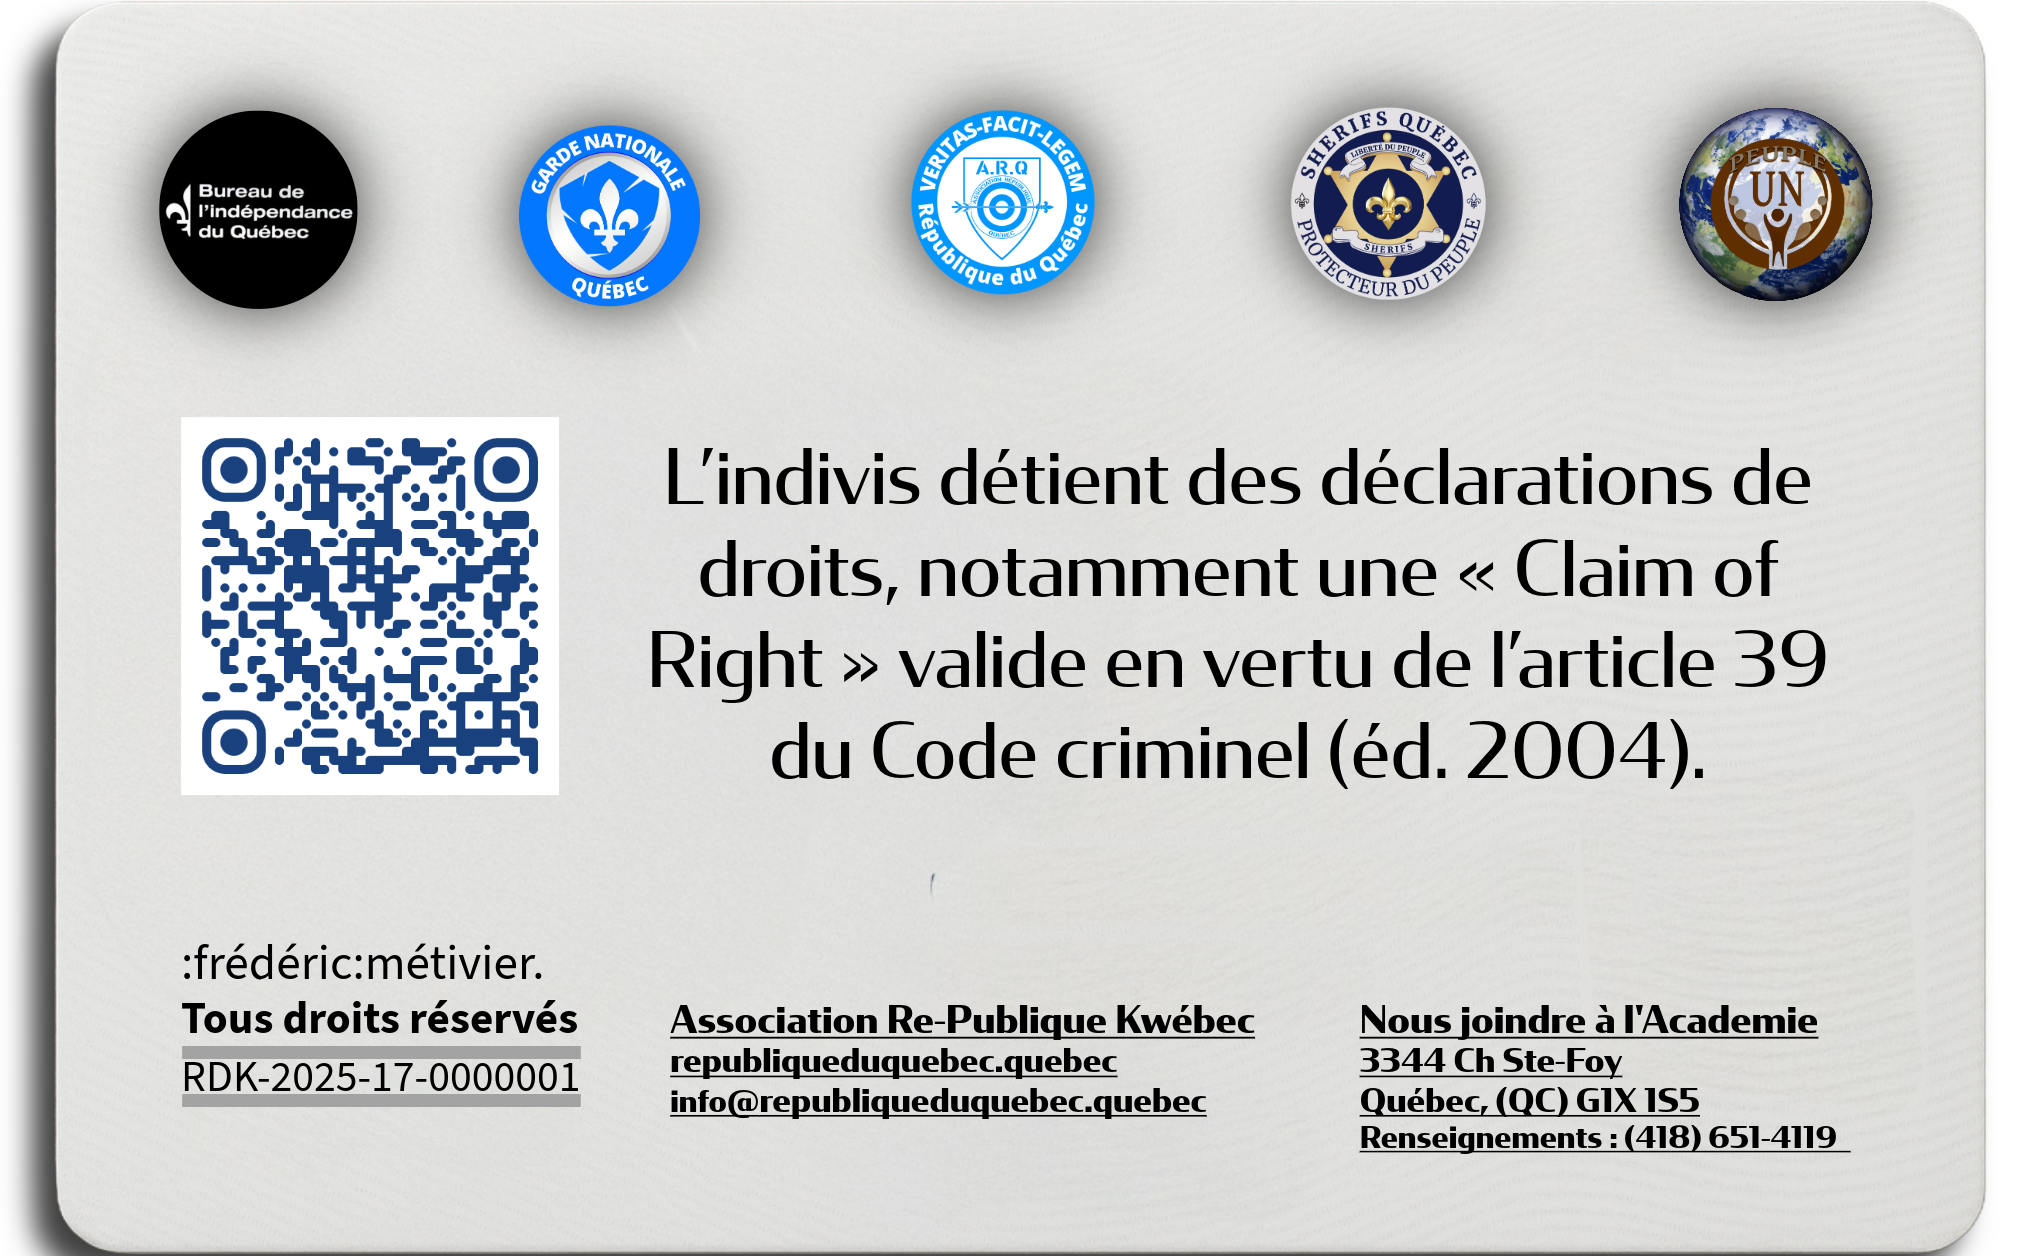 Bureau de
l'indépendance
du Québec
GARDE NATIONALE
QUÉBEC
VERITAS-FACIT-LEGEM
A.R.Q
ASSOCIATION REPUBLIQUE
QUEBEC
République du Québec
SHERIFS QUÉBEC
LIBERTÉ DU PEUPLE
SHERIFS
PROTECTEUR DU PEUPLE
PEUPLE
UN
L'indivis détient des déclarations de
droits, notamment une « Claim of
Right » valide en vertu de l'article 39
du Code criminel (éd. 2004).
:frédéric:métivier.
Tous droits réservés
RDK-2025-17-0000001
Association Re-Publique Kwébec
republiqueduquebec.quebec
info@republiqueduquebec.quebec
Nous joindre à l'Academie
3344 Ch Ste-Foy
Québec, (QC) G1X 1S5
Renseignements : (418) 651-4119